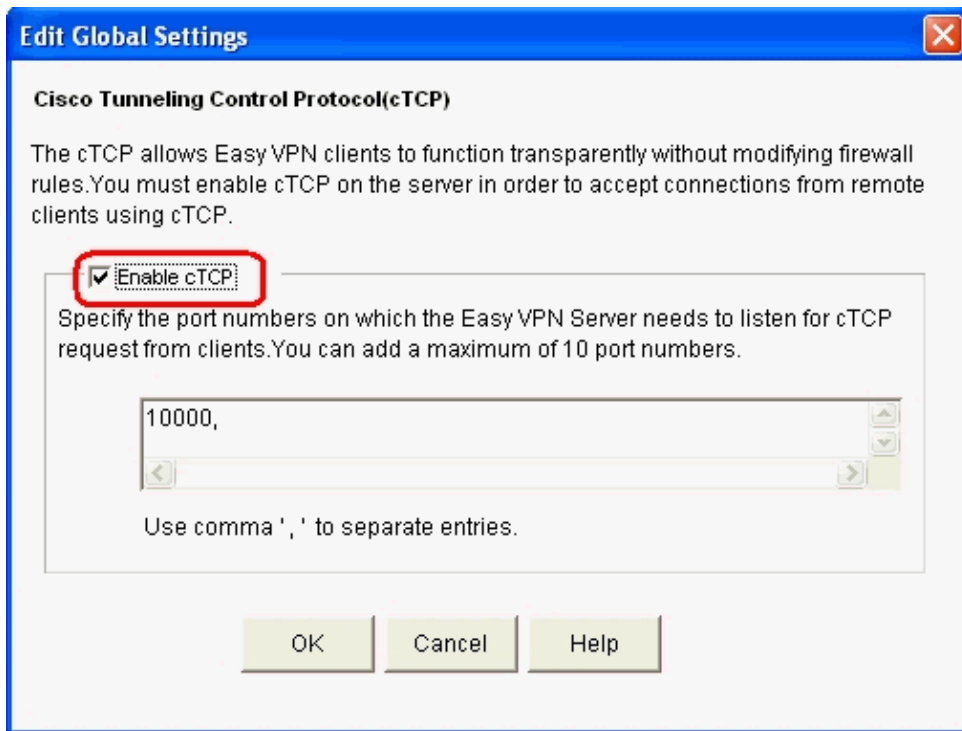 Edit Global Settings
Cisco Tunneling Control Protocol(cTCP)
The cTCP allows Easy VPN clients to function transparently without modifying firewall
rules.You must enable cTCP on the server in order to accept connections from remote
clients using cTCP.
Enable cTCP
Specify the port numbers on which the Easy VPN Server needs to listen for cTCP
request from clients.You can add a maximum of 10 port numbers.
10000,
Use comma ' , ' to separate entries.
OK Cancel Help